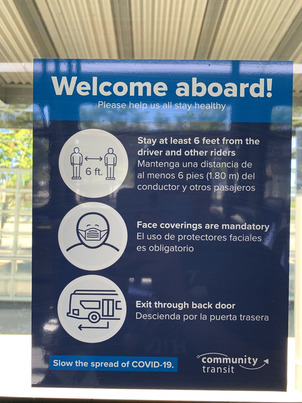 Welcome aboard!
Please help us all stay healthy
Stay at least 6 feet from the
driver and other riders
Mantenga una distancia de
al menos 6 pies (1.80 m) del
conductor y otros pasajeros
6 ft.
Face coverings are mandatory
El uso de protectores faciales
es obligatorio
Exit through back door
Descienda por la puerta trasera
Slow the spread of COVID-19.
community
transit